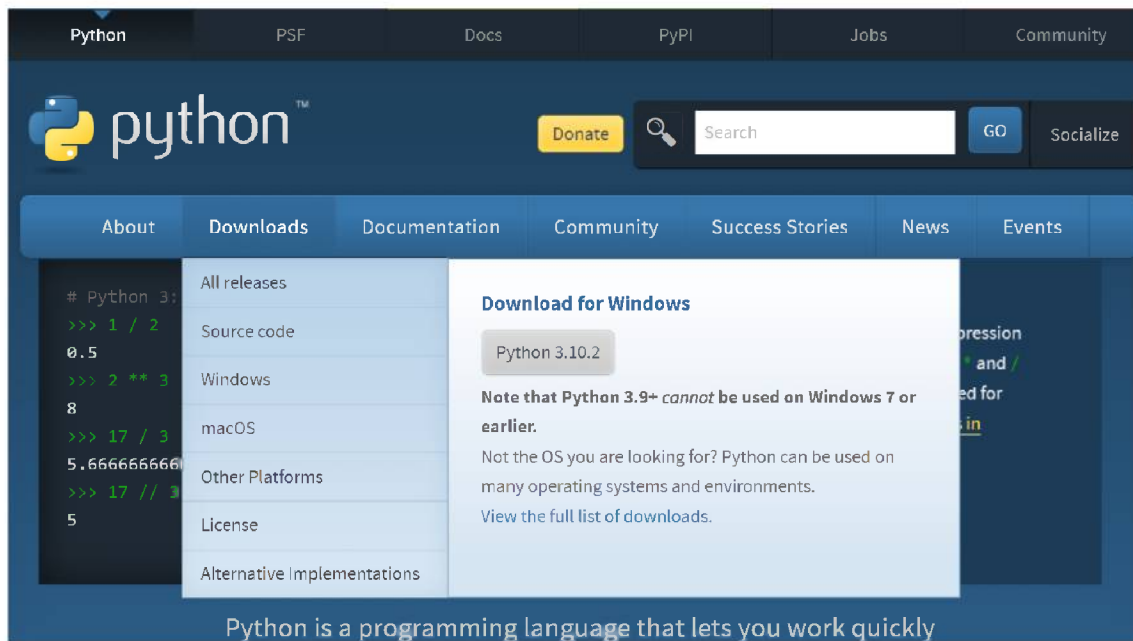 Python PSF Docs PyPI Jobs Community
python™
Donate Search GO Socialize
About Downloads Documentation Community Success Stories News Events
# Python 3:
>>> 1 / 2
0.5
>>> 2 ** 3
8
>>> 17 / 3
5.666666666
>>> 17 // 3
5
All releases
Source code
Windows
macOS
Other Platforms
License
Alternative Implementations
Download for Windows
Python 3.10.2
Note that Python 3.9+ cannot be used on Windows 7 or
earlier.
Not the OS you are looking for? Python can be used on
many operating systems and environments.
View the full list of downloads.
pression
* and /
ed for
s in
Python is a programming language that lets you work quickly